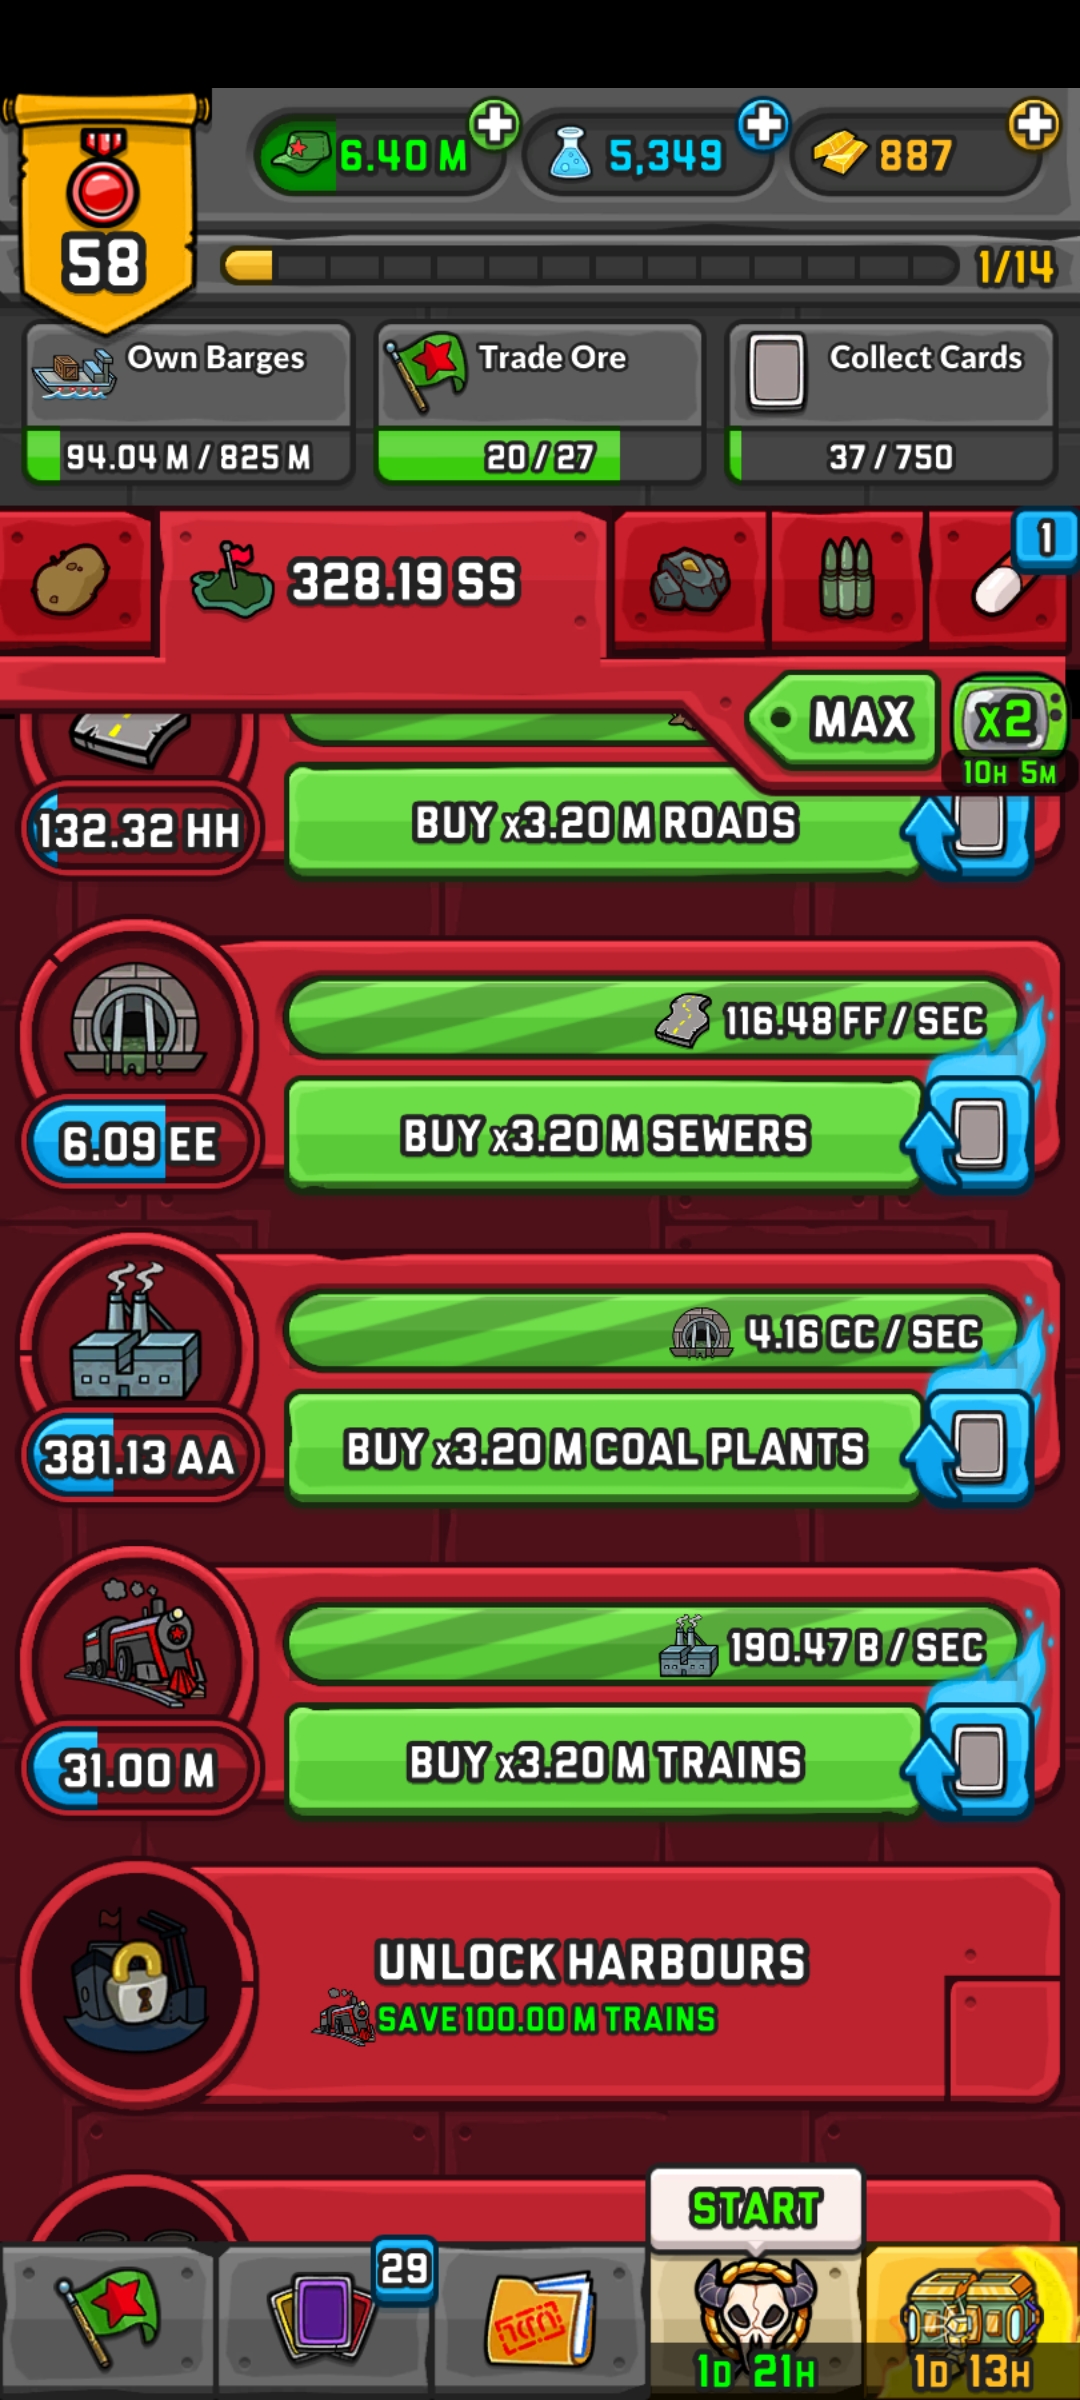 6.40 M
5,349
887
58
1/14
Own Barges
Trade Ore
Collect Cards
94.04 M / 825 M
20 / 27
37 / 750
1
328.19 SS
MAX
x2
10H 5M
132.32 HH
BUY x3.20 M ROADS
116.48 FF / SEC
6.09 EE
BUY x3.20 M SEWERS
4.16 CC / SEC
381.13 AA
BUY x3.20 M COAL PLANTS
190.47 B / SEC
31.00 M
BUY x3.20 M TRAINS
UNLOCK HARBOURS
SAVE 100.00 M TRAINS
START
29
1D 21H
1D 13H